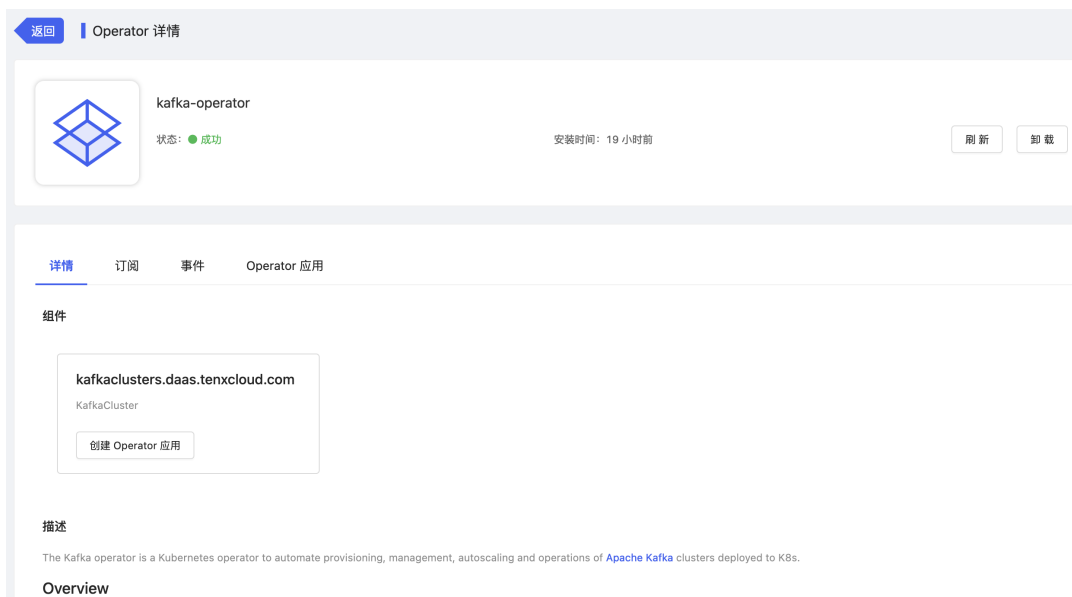 返回 Operator 详情
kafka-operator
状态： 成功 安装时间：19 小时前 刷 新 卸 载
详情 订阅 事件 Operator 应用
组件
kafkaclusters.daas.tenxcloud.com
KafkaCluster
创建 Operator 应用
描述
The Kafka operator is a Kubernetes operator to automate provisioning, management, autoscaling and operations of Apache Kafka clusters deployed to K8s.
Overview